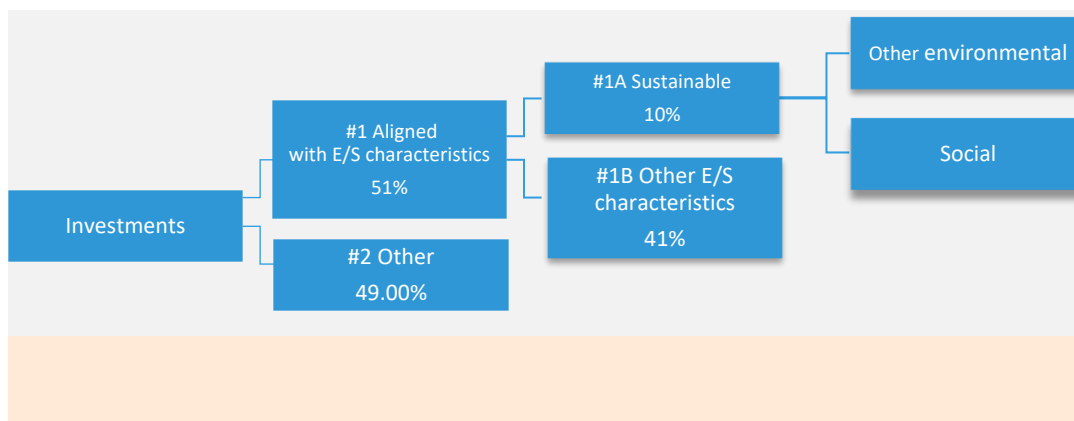 Investments
#1 Aligned
with E/S characteristics
51%
#2 Other
49.00%
#1A Sustainable
10%
#1B Other E/S
characteristics
41%
Other environmental
Social